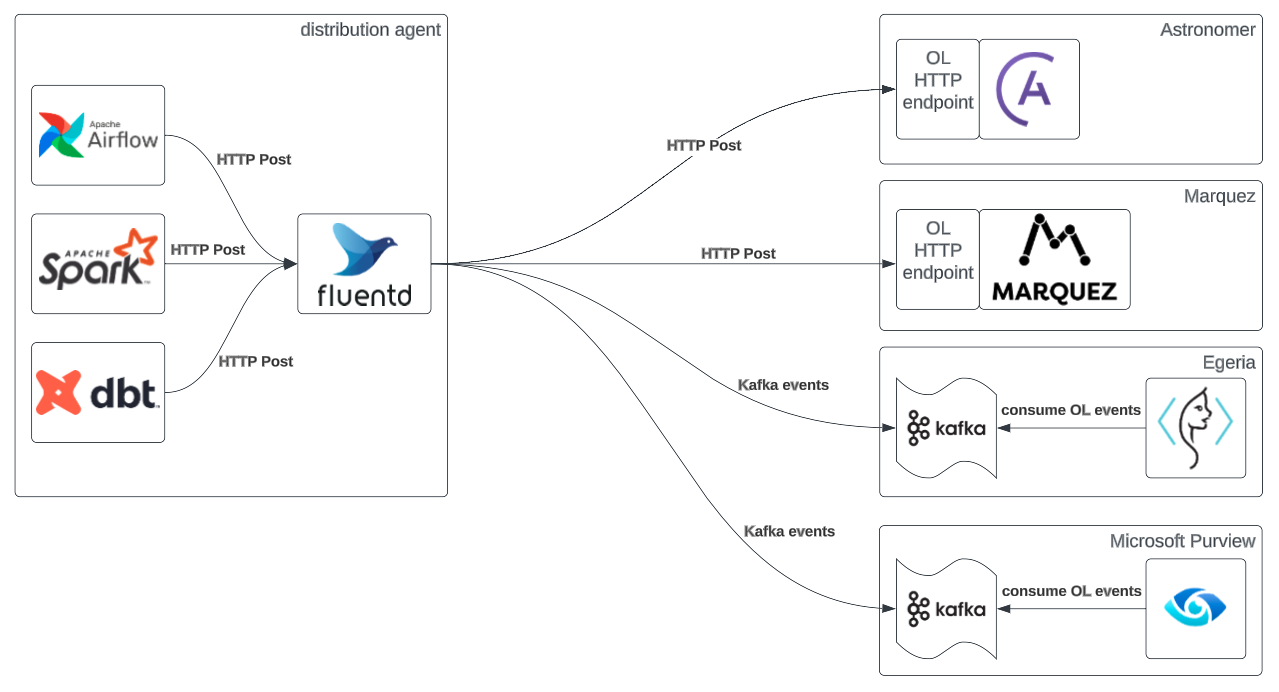 distribution agent
Apache
Airflow
HTTP Post
APACHE
Spark
TM
HTTP Post
dbt
TM
HTTP Post
fluentd
HTTP Post
HTTP Post
Kafka events
Kafka events
Astronomer
OL
HTTP
endpoint
A
Marquez
OL
HTTP
endpoint
MARQUEZ
Egeria
kafka
consume OL events
Microsoft Purview
kafka
consume OL events